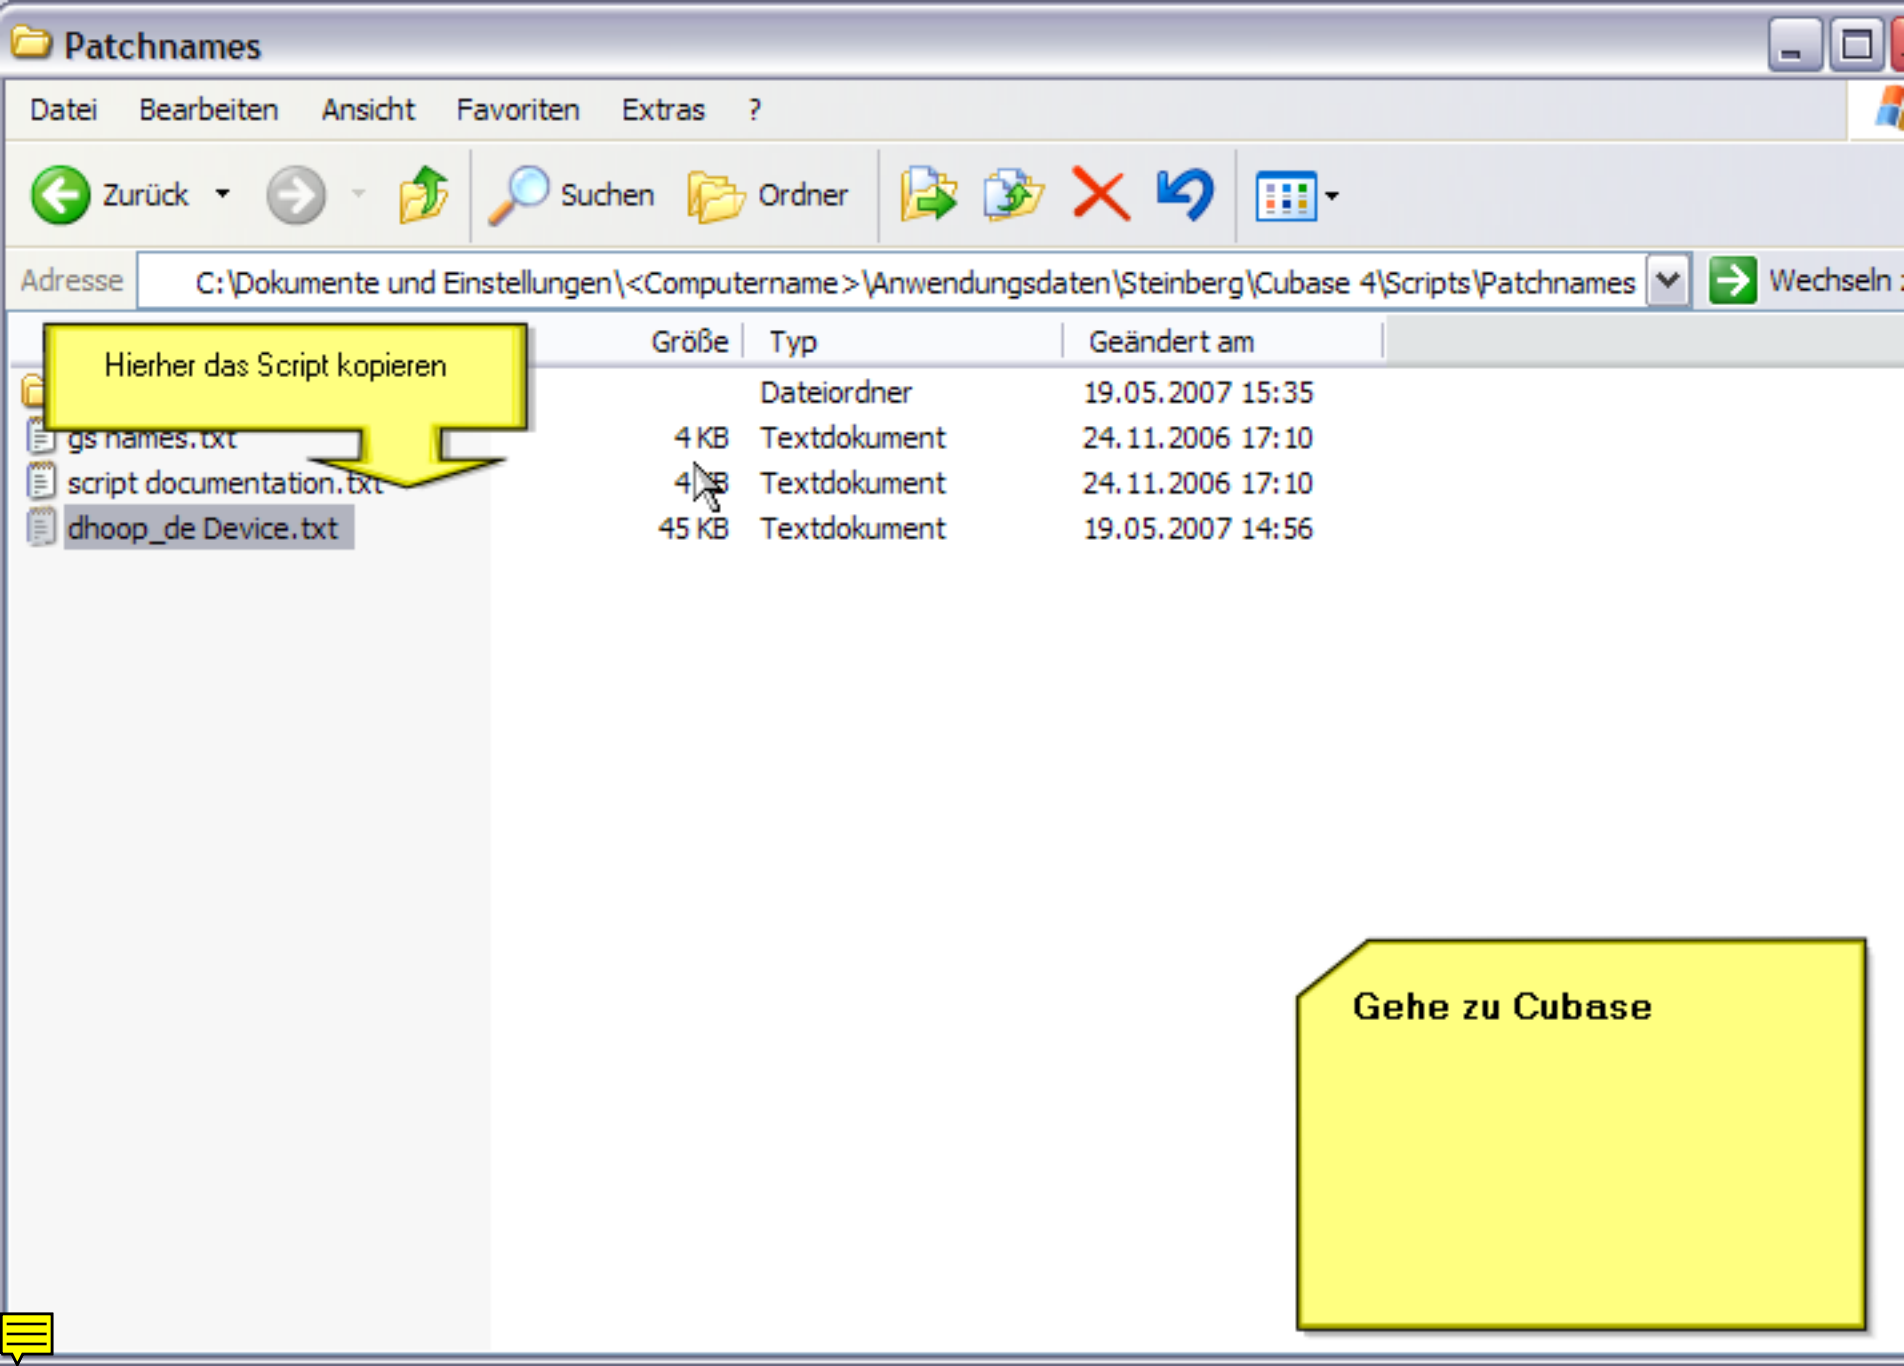 Patchnames
Datei Bearbeiten Ansicht Favoriten Extras ?
Zurück Suchen Ordner
Adresse C:\Dokumente und Einstellungen\<Computername>\Anwendungsdaten\Steinberg\Cubase 4\Scripts\Patchnames Wechseln
Größe Typ Geändert am
Hierher das Script kopieren
Dateiordner 19.05.2007 15:35
gs names.txt 4 KB Textdokument 24.11.2006 17:10
script documentation.txt 4 KB Textdokument 24.11.2006 17:10
dhoop_de Device.txt 45 KB Textdokument 19.05.2007 14:56
Gehe zu Cubase